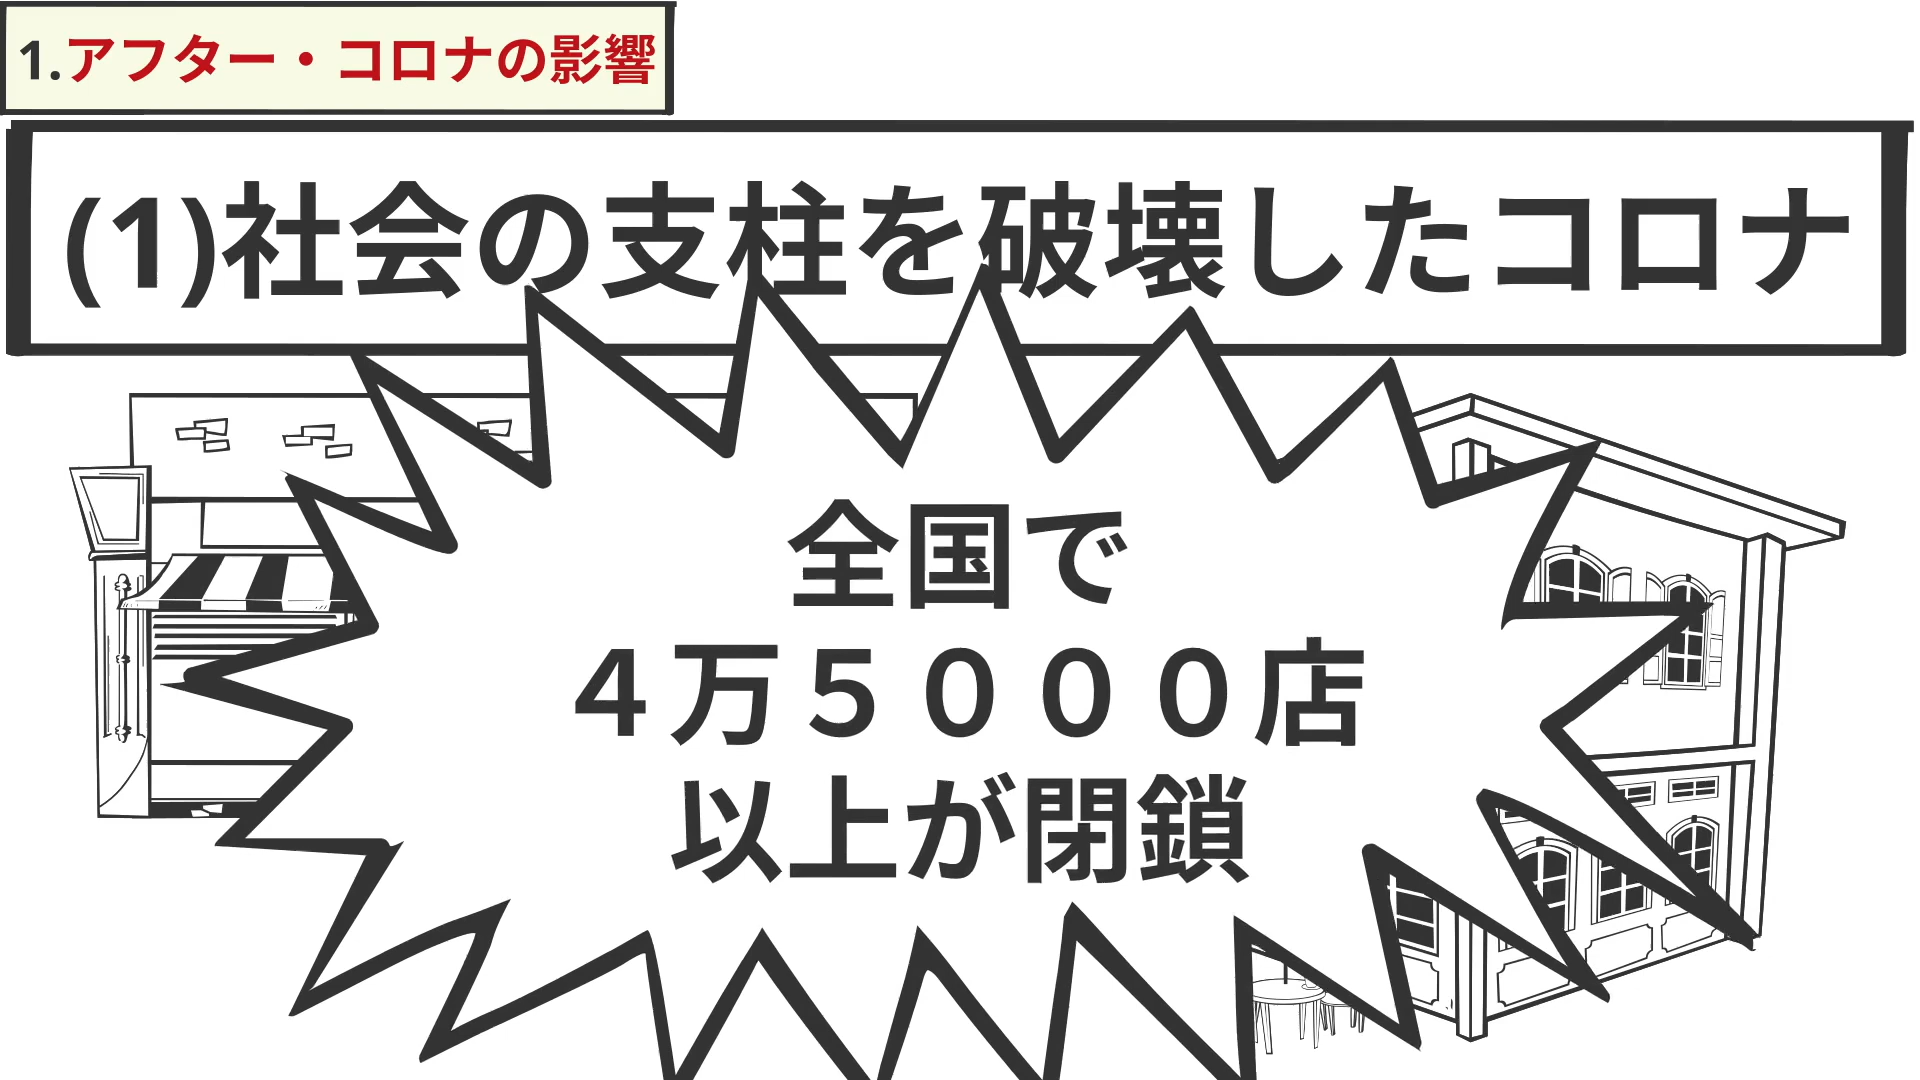 1.アフター・コロナの影響
(1)社会の支柱を破壊したコロナ
全国で
４万５０００店
以上が閉鎖